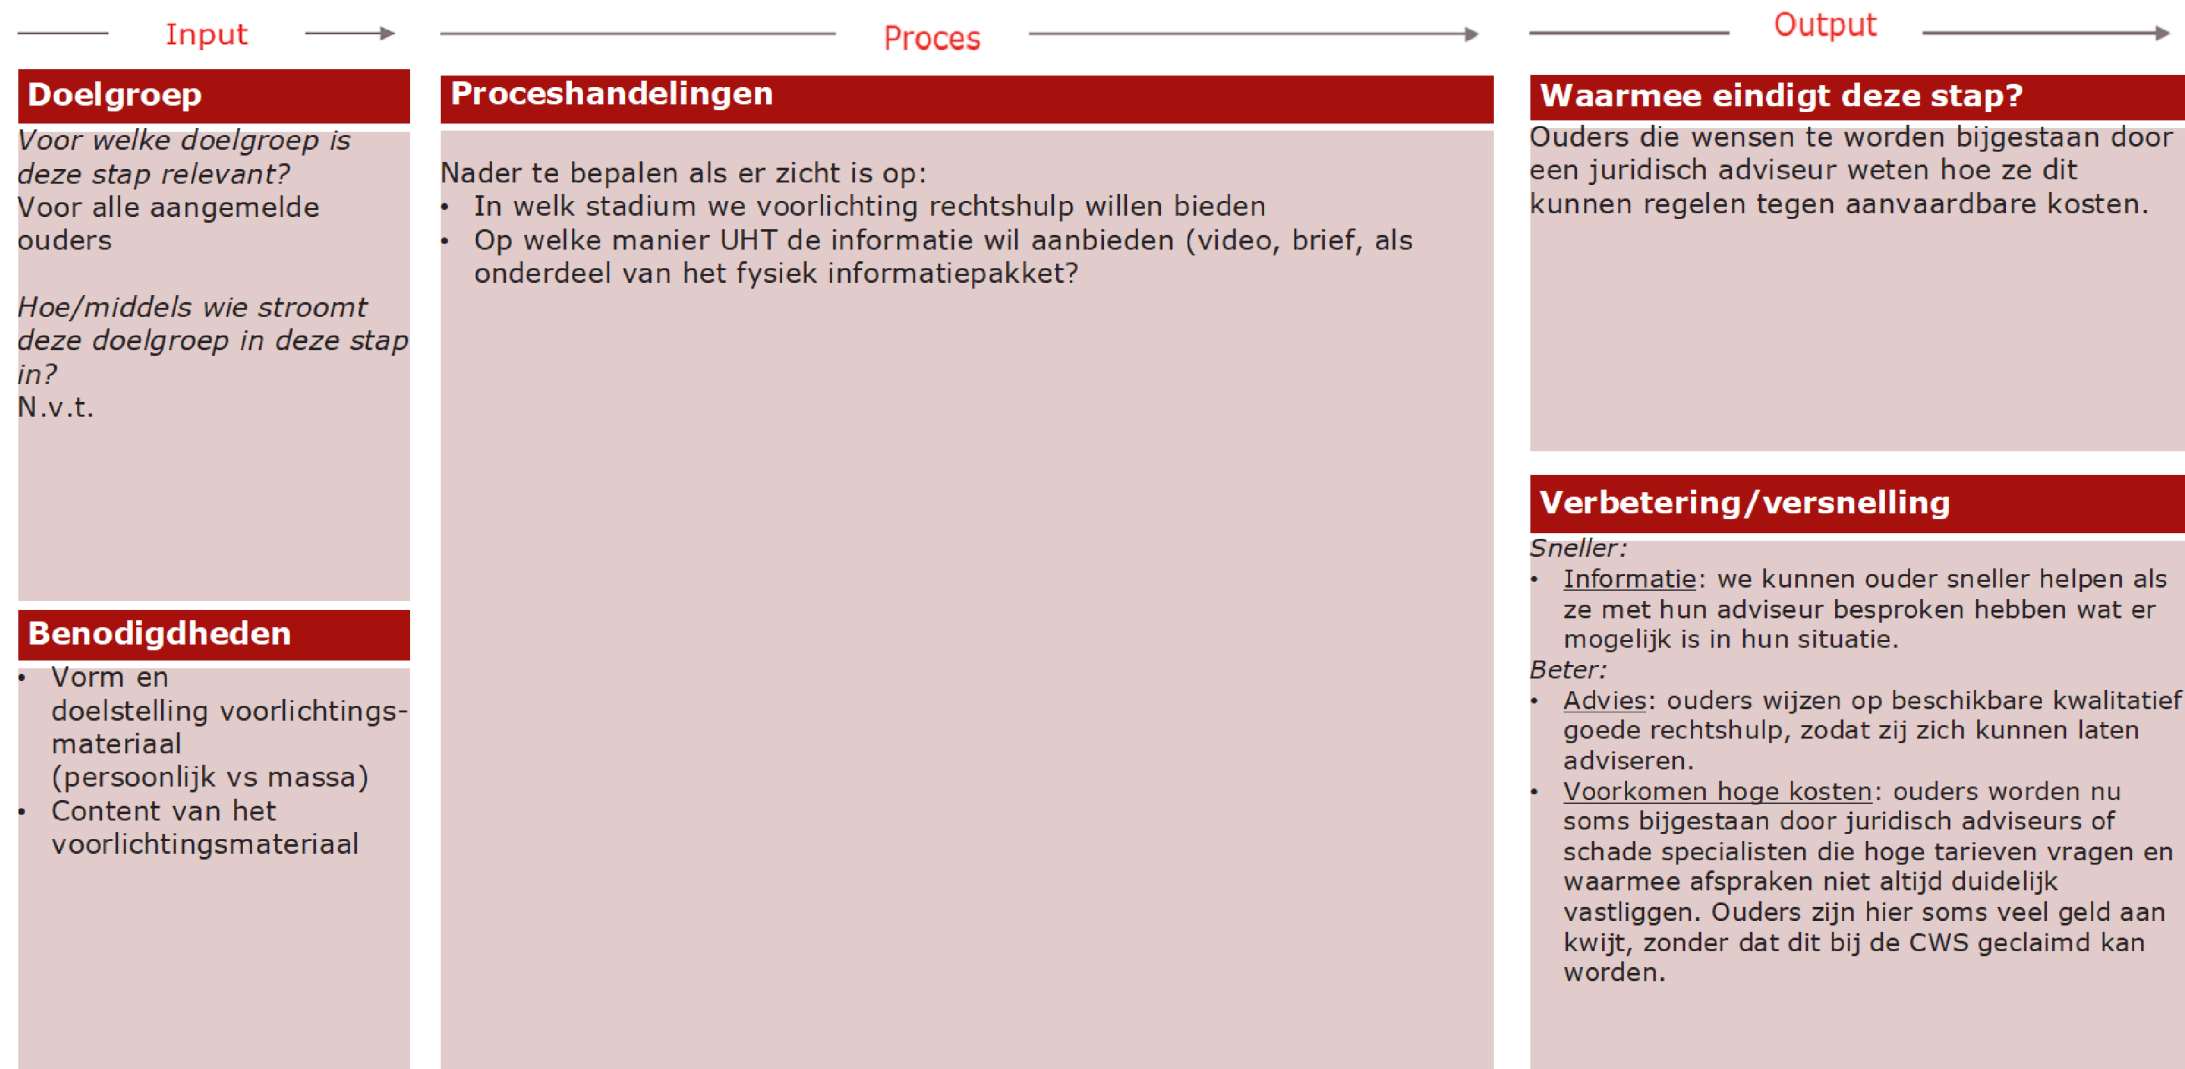 Input
Doelgroep
Voor welke doelgroep is
deze stap relevant?
Voor alle aangemelde
ouders
Hoe/middels wie stroomt
deze doelgroep in deze stap
in?
N.v.t.
Benodigdheden
• Vorm en
doelstelling voorlichtings-
materiaal
(persoonlijk vs massa)
• Content van het
voorlichtingsmateriaal
Proces
Proceshandelingen
Nader te bepalen als er zicht is op:
• In welk stadium we voorlichting rechtshulp willen bieden
• Op welke manier UHT de informatie wil aanbieden (video, brief, als
onderdeel van het fysiek informatiepakket?
Output
Waarmee eindigt deze stap?
Ouders die wensen te worden bijgestaan door
een juridisch adviseur weten hoe ze dit
kunnen regelen tegen aanvaardbare kosten.
Verbetering/versnelling
Sneller:
• Informatie: we kunnen ouder sneller helpen als
ze met hun adviseur besproken hebben wat er
mogelijk is in hun situatie.
Beter:
• Advies: ouders wijzen op beschikbare kwalitatief
goede rechtshulp, zodat zij zich kunnen laten
adviseren.
• Voorkomen hoge kosten: ouders worden nu
soms bijgestaan door juridisch adviseurs of
schade specialisten die hoge tarieven vragen en
waarmee afspraken niet altijd duidelijk
vastliggen. Ouders zijn hier soms veel geld aan
kwijt, zonder dat dit bij de CWS geclaimd kan
worden.